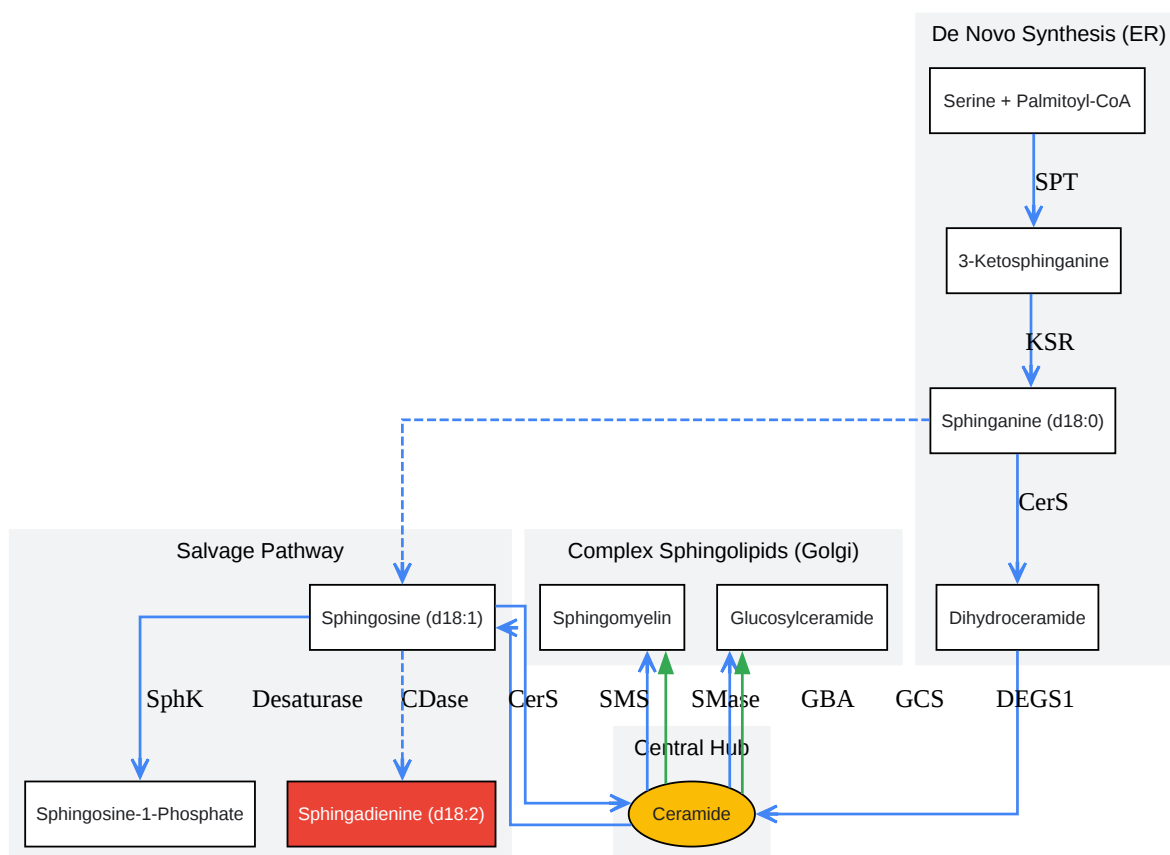 De Novo Synthesis (ER)
Serine + Palmitoyl-CoA
SPT
3-Ketosphinganine
KSR
Sphinganine (d18:0)
CerS
Salvage Pathway
Complex Sphingolipids (Golgi)
Sphingosine (d18:1)
Sphingomyelin
Glucosylceramide
Dihydroceramide
SphK
Desaturase
CDase
CerS
SMS
SMase
GBA
GCS
DEGS1
Central Hub
Sphingosine-1-Phosphate
Sphingadienine (d18:2)
Ceramide